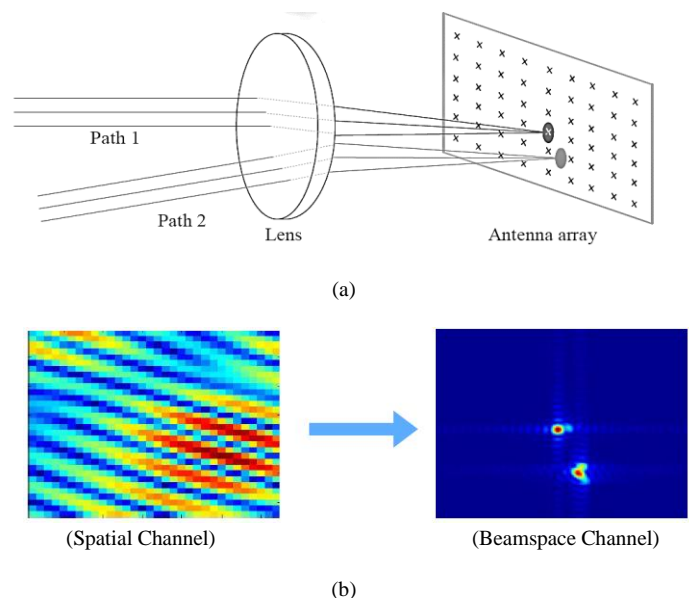 Path 1
Path 2
Lens
Antenna array
(a)
(Spatial Channel)
(Beamspace Channel)
(b)